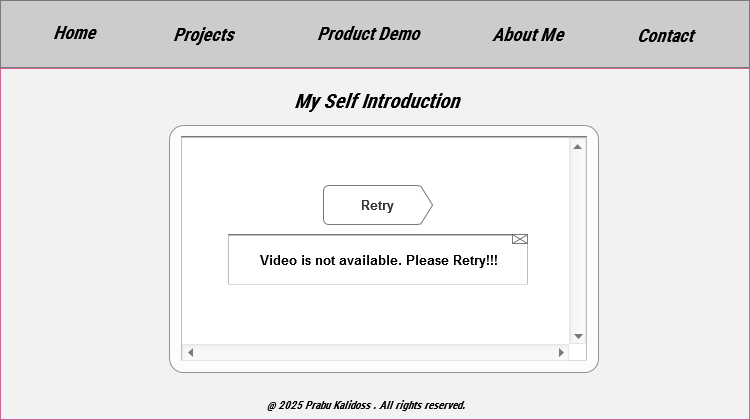 Home Projects Product Demo About Me Contact
My Self Introduction
Retry
Video is not available. Please Retry!!!
@ 2025 Prabu Kalidoss . All rights reserved.